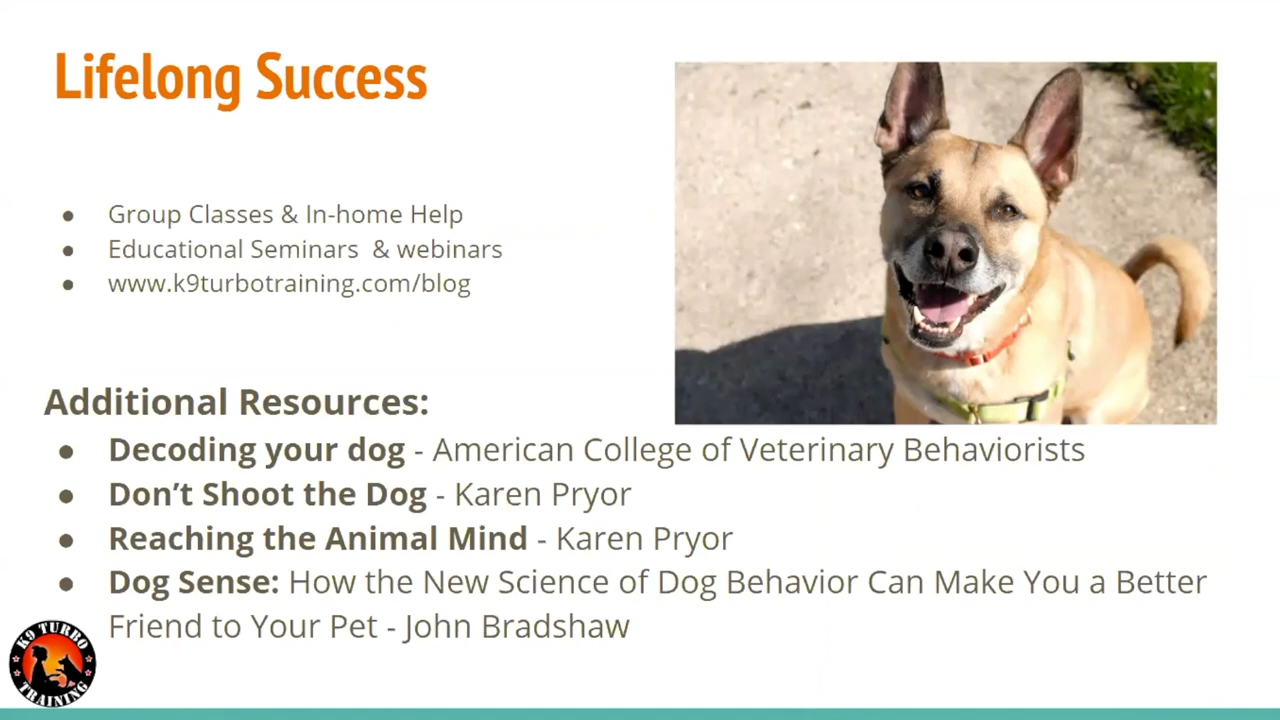 Lifelong Success
● Group Classes & In-home Help
● Educational Seminars & webinars
● www.k9turbotraining.com/blog
Additional Resources:
● Decoding your dog - American College of Veterinary Behaviorists
● Don’t Shoot the Dog - Karen Pryor
● Reaching the Animal Mind - Karen Pryor
● Dog Sense: How the New Science of Dog Behavior Can Make You a Better
Friend to Your Pet - John Bradshaw
K9 TURBO
TRAINING